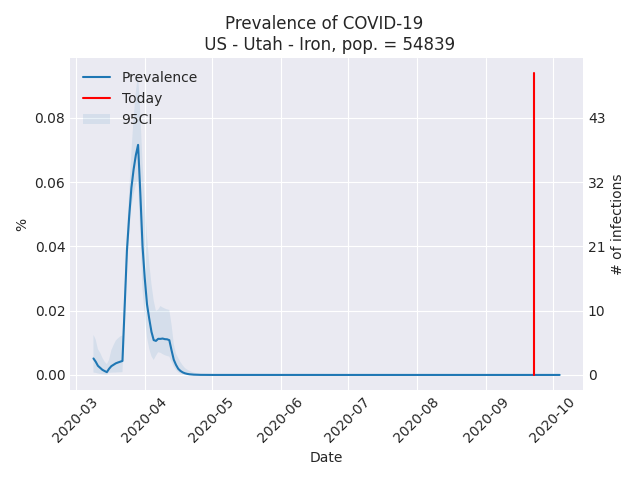 Prevalence of COVID-19
US - Utah - Iron, pop. = 54839
Prevalence
Today
95CI
0.08
0.06
0.04
0.02
0.00
%
43
32
21
10
0
# of infections
2020-03
2020-04
2020-05
2020-06
2020-07
2020-08
2020-09
2020-10
Date